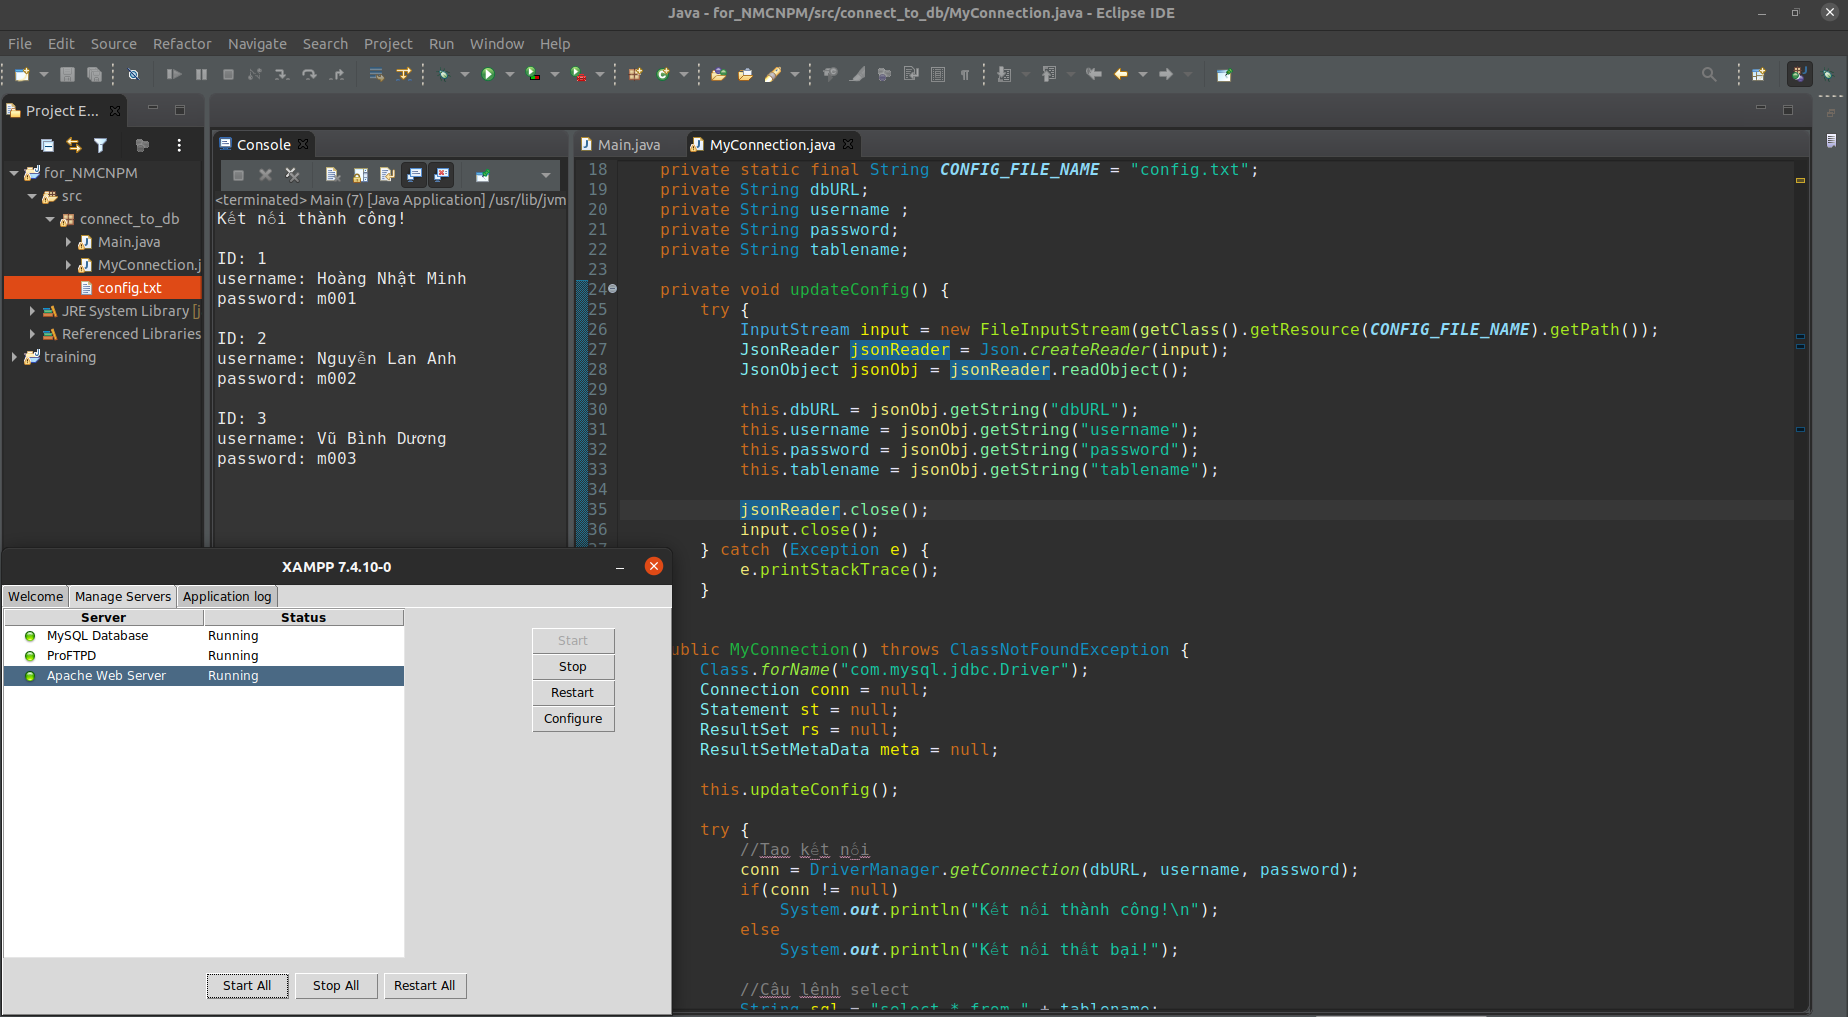 Java - for_NMCNPM/src/connect_to_db/MyConnection.java - Eclipse IDE
File Edit Source Refactor Navigate Search Project Run Window Help
Project E...
for_NMCNPM
src
connect_to_db
Main.java
MyConnection.j
config.txt
JRE System Library [j
Referenced Libraries
training
Console
<terminated> Main (7) [Java Application] /usr/lib/jvm
Kết nối thành công!
ID: 1
username: Hoàng Nhật Minh
password: m001
ID: 2
username: Nguyễn Lan Anh
password: m002
ID: 3
username: Vũ Bình Dương
password: m003
Main.java MyConnection.java
18 private static final String CONFIG_FILE_NAME = "config.txt";
19 private String dbURL;
20 private String username ;
21 private String password;
22 private String tablename;
23
24 private void updateConfig() {
25 try {
26 InputStream input = new FileInputStream(getClass().getResource(CONFIG_FILE_NAME).getPath());
27 JsonReader jsonReader = Json.createReader(input);
28 JsonObject jsonObj = jsonReader.readObject();
29
30 this.dbURL = jsonObj.getString("dbURL");
31 this.username = jsonObj.getString("username");
32 this.password = jsonObj.getString("password");
33 this.tablename = jsonObj.getString("tablename");
34
35 jsonReader.close();
36 input.close();
} catch (Exception e) {
e.printStackTrace();
}
ublic MyConnection() throws ClassNotFoundException {
Class.forName("com.mysql.jdbc.Driver");
Connection conn = null;
Statement st = null;
ResultSet rs = null;
ResultSetMetaData meta = null;
this.updateConfig();
try {
//Tạo kết nối
conn = DriverManager.getConnection(dbURL, username, password);
if(conn != null)
System.out.println("Kết nối thành công!\n");
else
System.out.println("Kết nối thất bại!");
//Câu lệnh select
String sql = "select * from " + tablename;
XAMPP 7.4.10-0
Welcome Manage Servers Application log
Server Status
MySQL Database Running
ProFTPD Running
Apache Web Server Running
Start
Stop
Restart
Configure
Start All Stop All Restart All